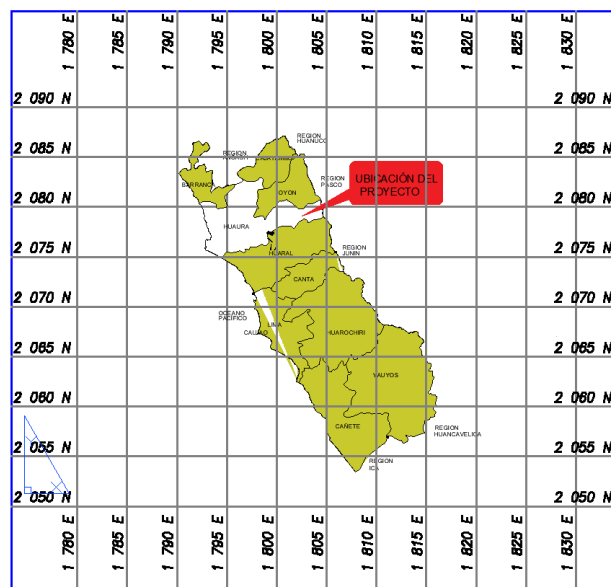 1 780 E
1 785 E
1 790 E
1 795 E
1 800 E
1 805 E
1 810 E
1 815 E
1 820 E
1 825 E
1 830 E
2 090 N
2 090 N
REGION
HUANUCO
2 085 N
2 085 N
REGION
BARRANCA
OYON
REGION
PASCO
UBICACIÓN DEL
PROYECTO
2 080 N
2 080 N
HUAURA
2 075 N
2 075 N
HUARAL
REGION
JUNIN
CANTA
2 070 N
2 070 N
OCEANO
PACIFICO
CALLAO
LIMA
HUAROCHIRI
2 065 N
2 065 N
YAUYOS
2 060 N
2 060 N
CAÑETE
REGION
HUANCAVELICA
2 055 N
2 055 N
REGION
ICA
2 050 N
2 050 N
1 780 E
1 785 E
1 790 E
1 795 E
1 800 E
1 805 E
1 810 E
1 815 E
1 820 E
1 825 E
1 830 E